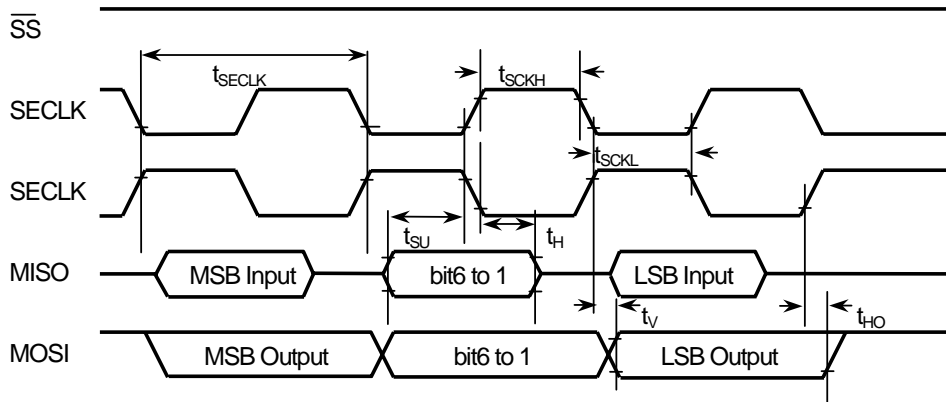 SS
tSECLK
tSCKH
SECLK
tSCKL
SECLK
tSU
tH
MISO
MSB Input
bit6 to 1
LSB Input
tV
tHO
MOSI
MSB Output
bit6 to 1
LSB Output